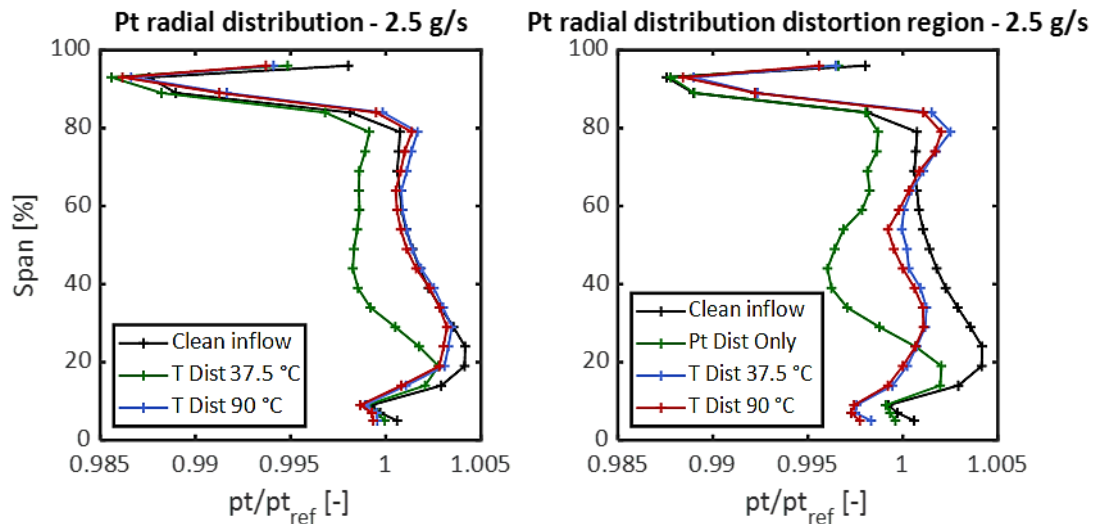 Pt radial distribution - 2.5 g/s
100
80
60
40
20
0
Span [%]
Clean inflow
T Dist 37.5 °C
T Dist 90 °C
0.985 0.99 0.995 1 1.005
pt/pt_ref [-]
Pt radial distribution distortion region - 2.5 g/s
100
80
60
40
20
0
Clean inflow
Pt Dist Only
T Dist 37.5 °C
T Dist 90 °C
0.985 0.99 0.995 1 1.005
pt/pt_ref [-]